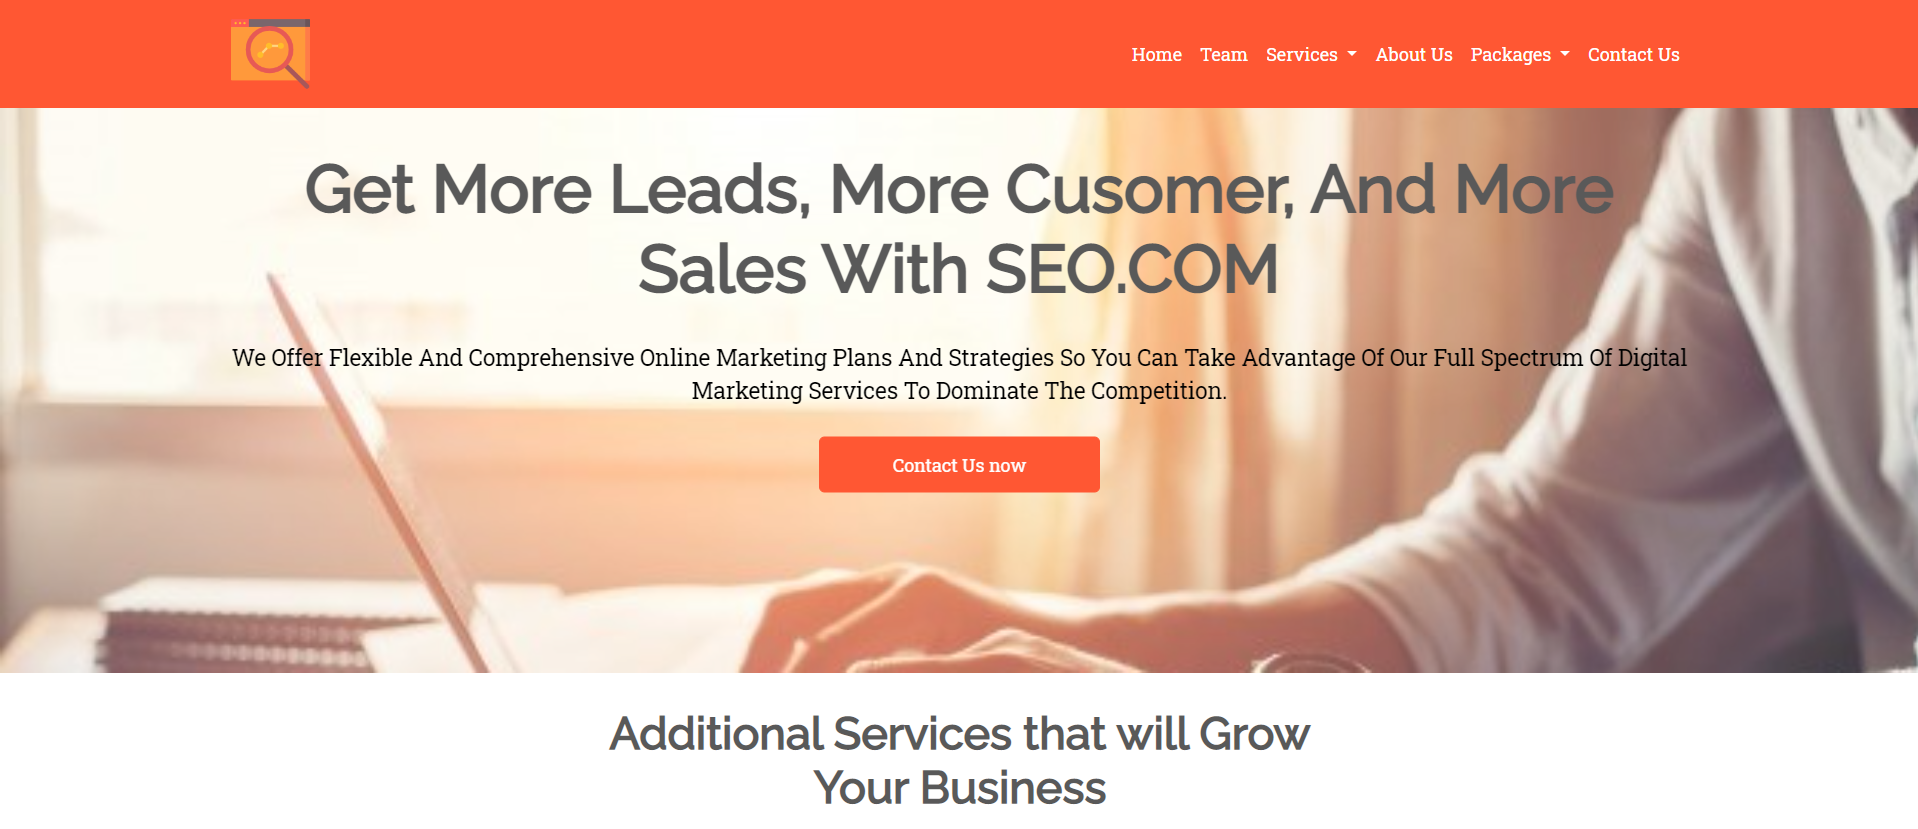 Home Team Services About Us Packages Contact Us
Get More Leads, More Cusomer, And More
Sales With SEO.COM
We Offer Flexible And Comprehensive Online Marketing Plans And Strategies So You Can Take Advantage Of Our Full Spectrum Of Digital
Marketing Services To Dominate The Competition.
Contact Us now
Additional Services that will Grow
Your Business